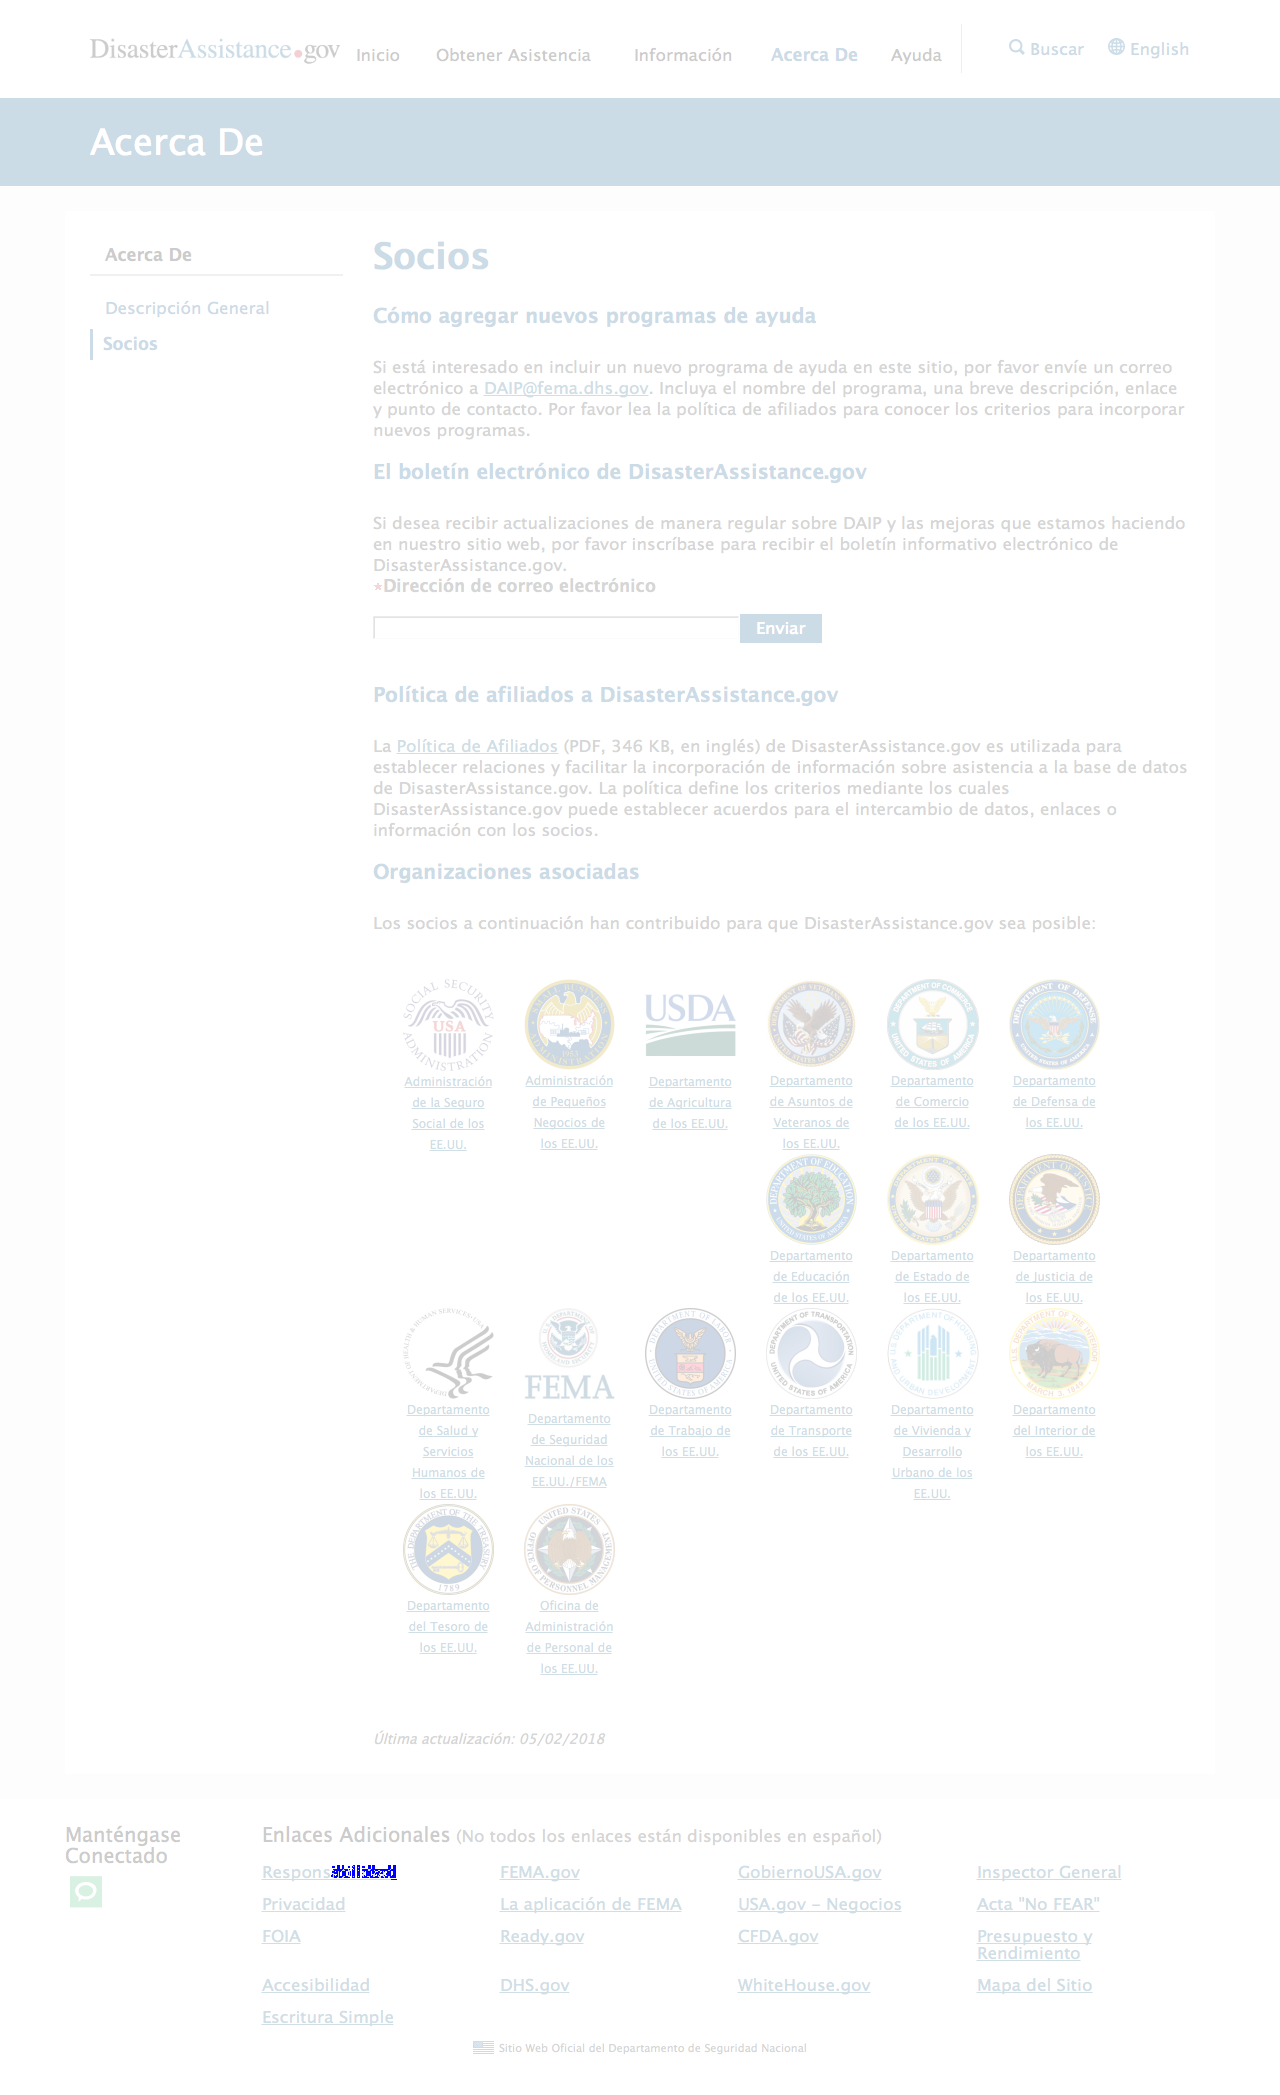 DisasterAssistance.gov
Inicio Obtener Asistencia Información Acerca De Ayuda Buscar English
Acerca De
Acerca De
Descripción General
Socios
Socios
Cómo agregar nuevos programas de ayuda
Si está interesado en incluir un nuevo programa de ayuda en este sitio, por favor envíe un correo
electrónico a DAIP@fema.dhs.gov. Incluya el nombre del programa, una breve descripción, enlace
y punto de contacto. Por favor lea la política de afiliados para conocer los criterios para incorporar
nuevos programas.
El boletín electrónico de DisasterAssistance.gov
Si desea recibir actualizaciones de manera regular sobre DAIP y las mejoras que estamos haciendo
en nuestro sitio web, por favor inscríbase para recibir el boletín informativo electrónico de
DisasterAssistance.gov.
*Dirección de correo electrónico
Enviar
Política de afiliados a DisasterAssistance.gov
La Política de Afiliados (PDF, 346 KB, en inglés) de DisasterAssistance.gov es utilizada para
establecer relaciones y facilitar la incorporación de información sobre asistencia a la base de datos
de DisasterAssistance.gov. La política define los criterios mediante los cuales
DisasterAssistance.gov puede establecer acuerdos para el intercambio de datos, enlaces o
información con los socios.
Organizaciones asociadas
Los socios a continuación han contribuido para que DisasterAssistance.gov sea posible:
SOCIAL SECURITY ADMINISTRATION
USA
Administración
de la Seguro
Social de los
EE.UU.
Administración
de Pequeños
Negocios de
los EE.UU.
USDA
Departamento
de Agricultura
de los EE.UU.
Departamento
de Asuntos de
Veteranos de
los EE.UU.
DEPARTMENT OF COMMERCE
UNITED STATES OF AMERICA
Departamento
de Comercio
de los EE.UU.
DEPARTMENT OF DEFENSE
UNITED STATES OF AMERICA
Departamento
de Defensa de
los EE.UU.
DEPARTMENT OF EDUCATION
UNITED STATES OF AMERICA
Departamento
de Educación
de los EE.UU.
Departamento
de Estado de
los EE.UU.
DEPARTMENT OF JUSTICE
Departamento
de Justicia de
los EE.UU.
Departamento
de Salud y
Servicios
Humanos de
los EE.UU.
FEMA
Departamento
de Seguridad
Nacional de los
EE.UU./FEMA
DEPARTMENT OF LABOR
UNITED STATES OF AMERICA
Departamento
de Trabajo de
los EE.UU.
DEPARTMENT OF TRANSPORTATION
UNITED STATES OF AMERICA
Departamento
de Transporte
de los EE.UU.
U.S. DEPARTMENT OF HOUSING
AND URBAN DEVELOPMENT
Departamento
de Vivienda y
Desarrollo
Urbano de los
EE.UU.
U.S. DEPARTMENT OF THE INTERIOR
MARCH 3, 1849
Departamento
del Interior de
los EE.UU.
THE DEPARTMENT OF THE TREASURY
1789
Departamento
del Tesoro de
los EE.UU.
UNITED STATES
OFFICE OF PERSONNEL MANAGEMENT
Oficina de
Administración
de Personal de
los EE.UU.
Última actualización: 05/02/2018
Manténgase
Conectado
Enlaces Adicionales (No todos los enlaces están disponibles en español)
FEMA.gov GobiernoUSA.gov Inspector General
Privacidad La aplicación de FEMA USA.gov - Negocios Acta "No FEAR"
FOIA Ready.gov CFDA.gov Presupuesto y
Rendimiento
Accesibilidad DHS.gov WhiteHouse.gov Mapa del Sitio
Escritura Simple
Sitio Web Oficial del Departamento de Seguridad Nacional